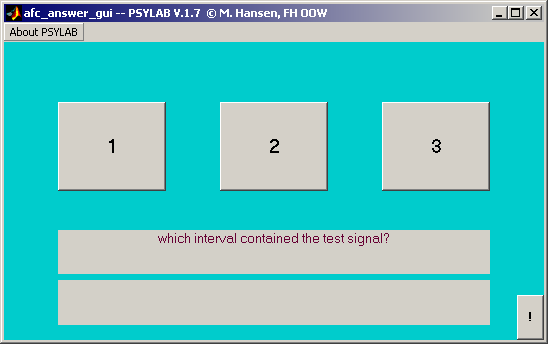 afc_answer_gui -- PSYLAB V.1.7 © M. Hansen, FH OOW
About PSYLAB
1 2 3
which interval contained the test signal?
!